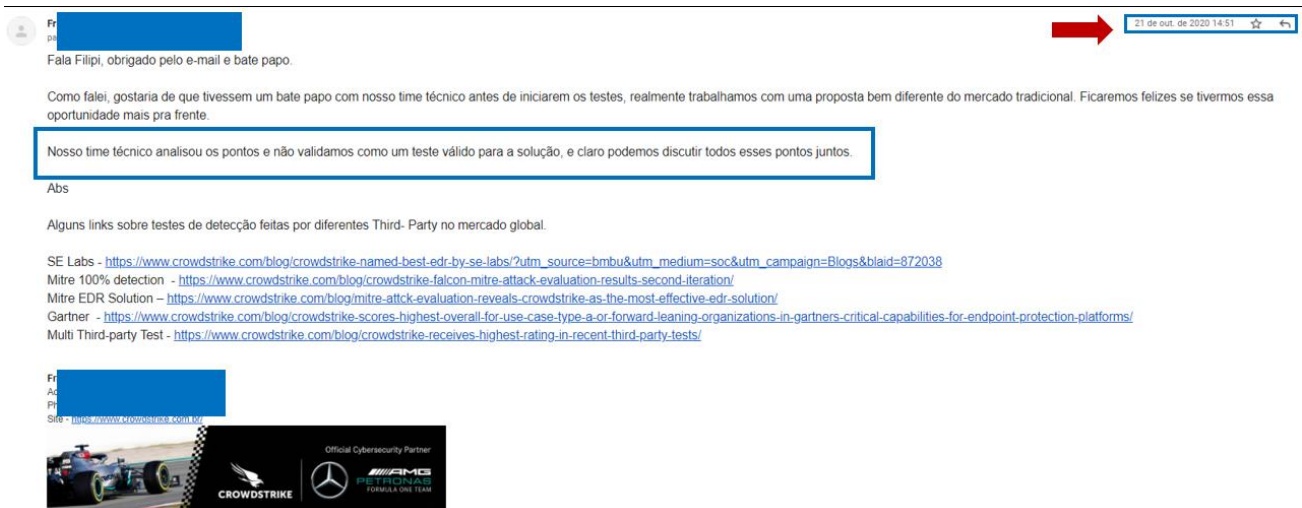 Fr
21 de out. de 2020 14:51
pa
Fala Filipi, obrigado pelo e-mail e bate papo.
Como falei, gostaria de que tivessem um bate papo com nosso time técnico antes de iniciarem os testes, realmente trabalhamos com uma proposta bem diferente do mercado tradicional. Ficaremos felizes se tivermos essa
oportunidade mais pra frente.
Nosso time técnico analisou os pontos e não validamos como um teste válido para a solução, e claro podemos discutir todos esses pontos juntos.
Abs
Alguns links sobre testes de detecção feitas por diferentes Third- Party no mercado global.
SE Labs - https://www.crowdstrike.com/blog/crowdstrike-named-best-edr-by-se-labs/?utm_source=bmbu&utm_medium=soc&utm_campaign=Blogs&blaid=872038
Mitre 100% detection - https://www.crowdstrike.com/blog/crowdstrike-falcon-mitre-attack-evaluation-results-second-iteration/
Mitre EDR Solution – https://www.crowdstrike.com/blog/mitre-attck-evaluation-reveals-crowdstrike-as-the-most-effective-edr-solution/
Gartner - https://www.crowdstrike.com/blog/crowdstrike-scores-highest-overall-for-use-case-type-a-or-forward-leaning-organizations-in-gartners-critical-capabilities-for-endpoint-protection-platforms/
Multi Third-party Test - https://www.crowdstrike.com/blog/crowdstrike-receives-highest-rating-in-recent-third-party-tests/
Fr
Ac
Ph
Site - https://www.crowdstrike.com.br/
Official Cybersecurity Partner
CROWDSTRIKE
AMG
PETRONAS
FORMULA ONE TEAM